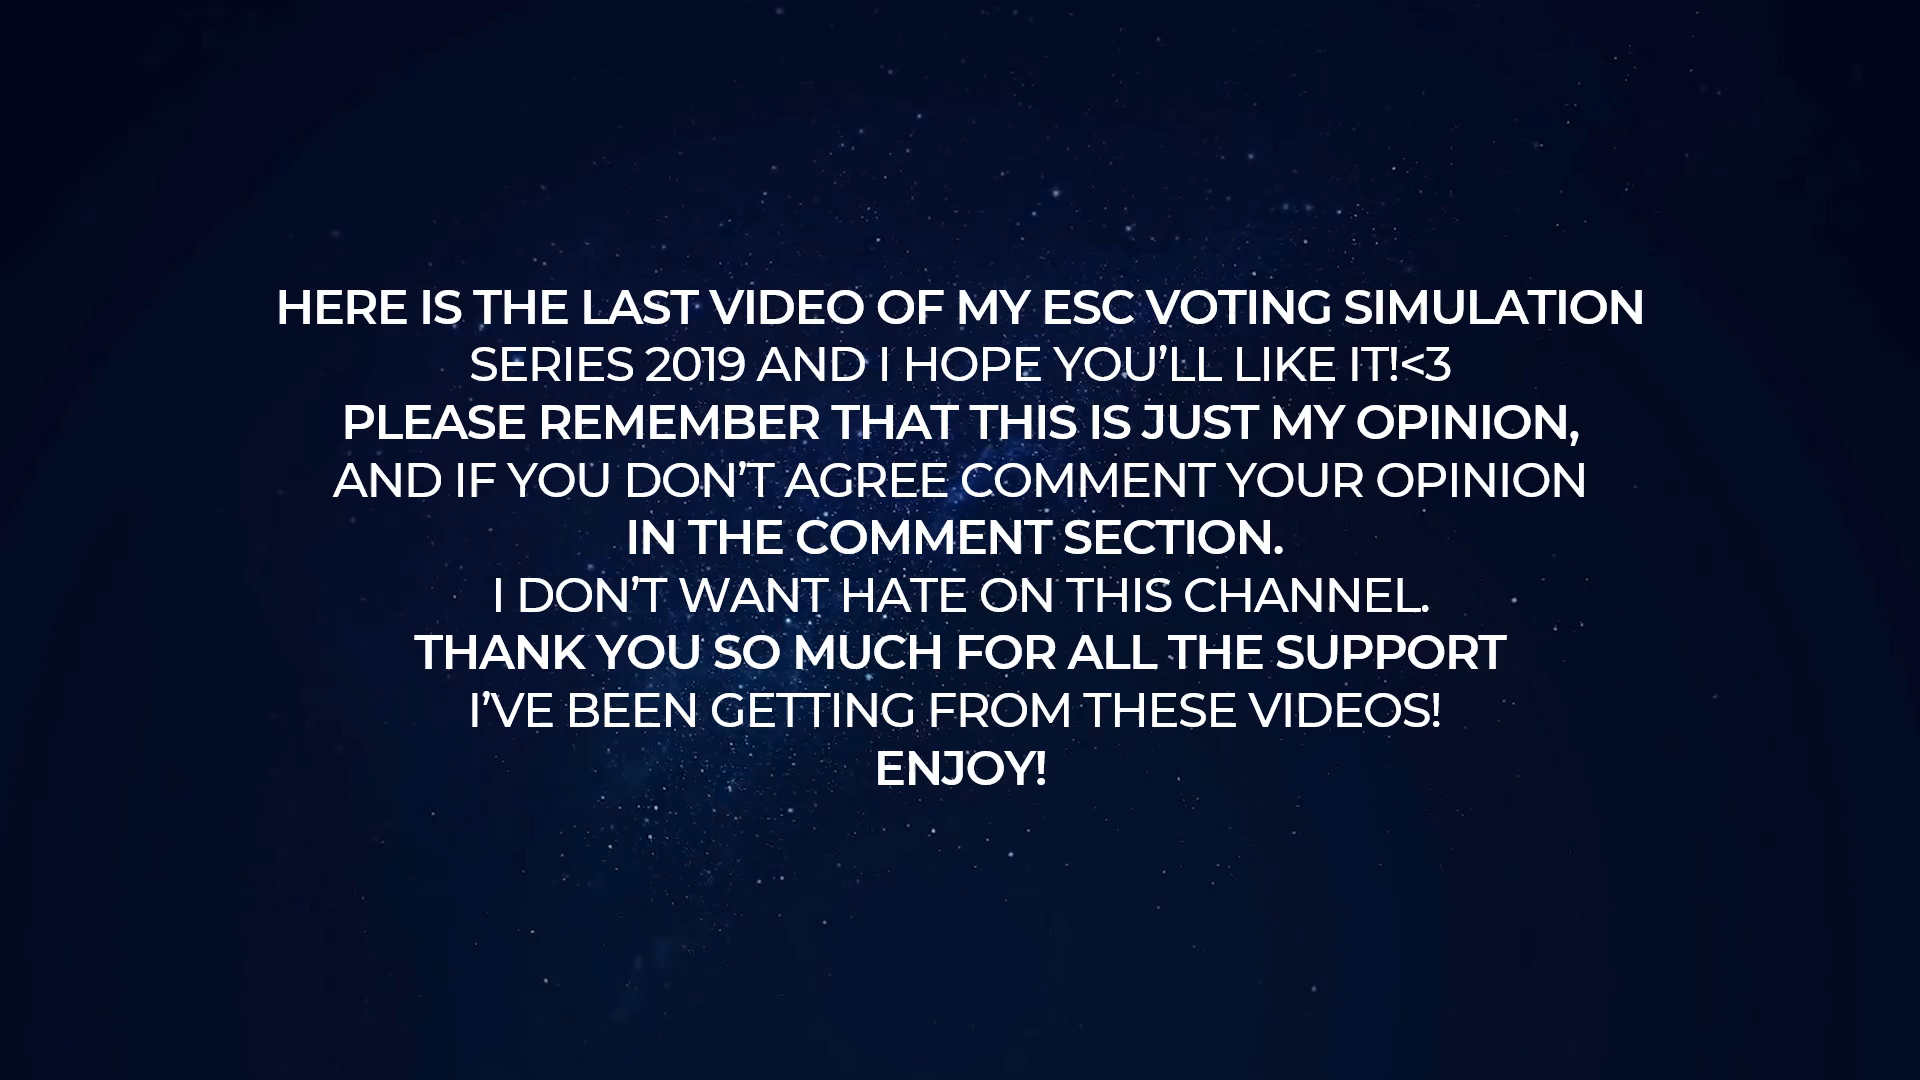 HERE IS THE LAST VIDEO OF MY ESC VOTING SIMULATION
SERIES 2019 AND I HOPE YOU’LL LIKE IT!<3
PLEASE REMEMBER THAT THIS IS JUST MY OPINION,
AND IF YOU DON’T AGREE COMMENT YOUR OPINION
IN THE COMMENT SECTION.
I DON’T WANT HATE ON THIS CHANNEL.
THANK YOU SO MUCH FOR ALL THE SUPPORT
I’VE BEEN GETTING FROM THESE VIDEOS!
ENJOY!